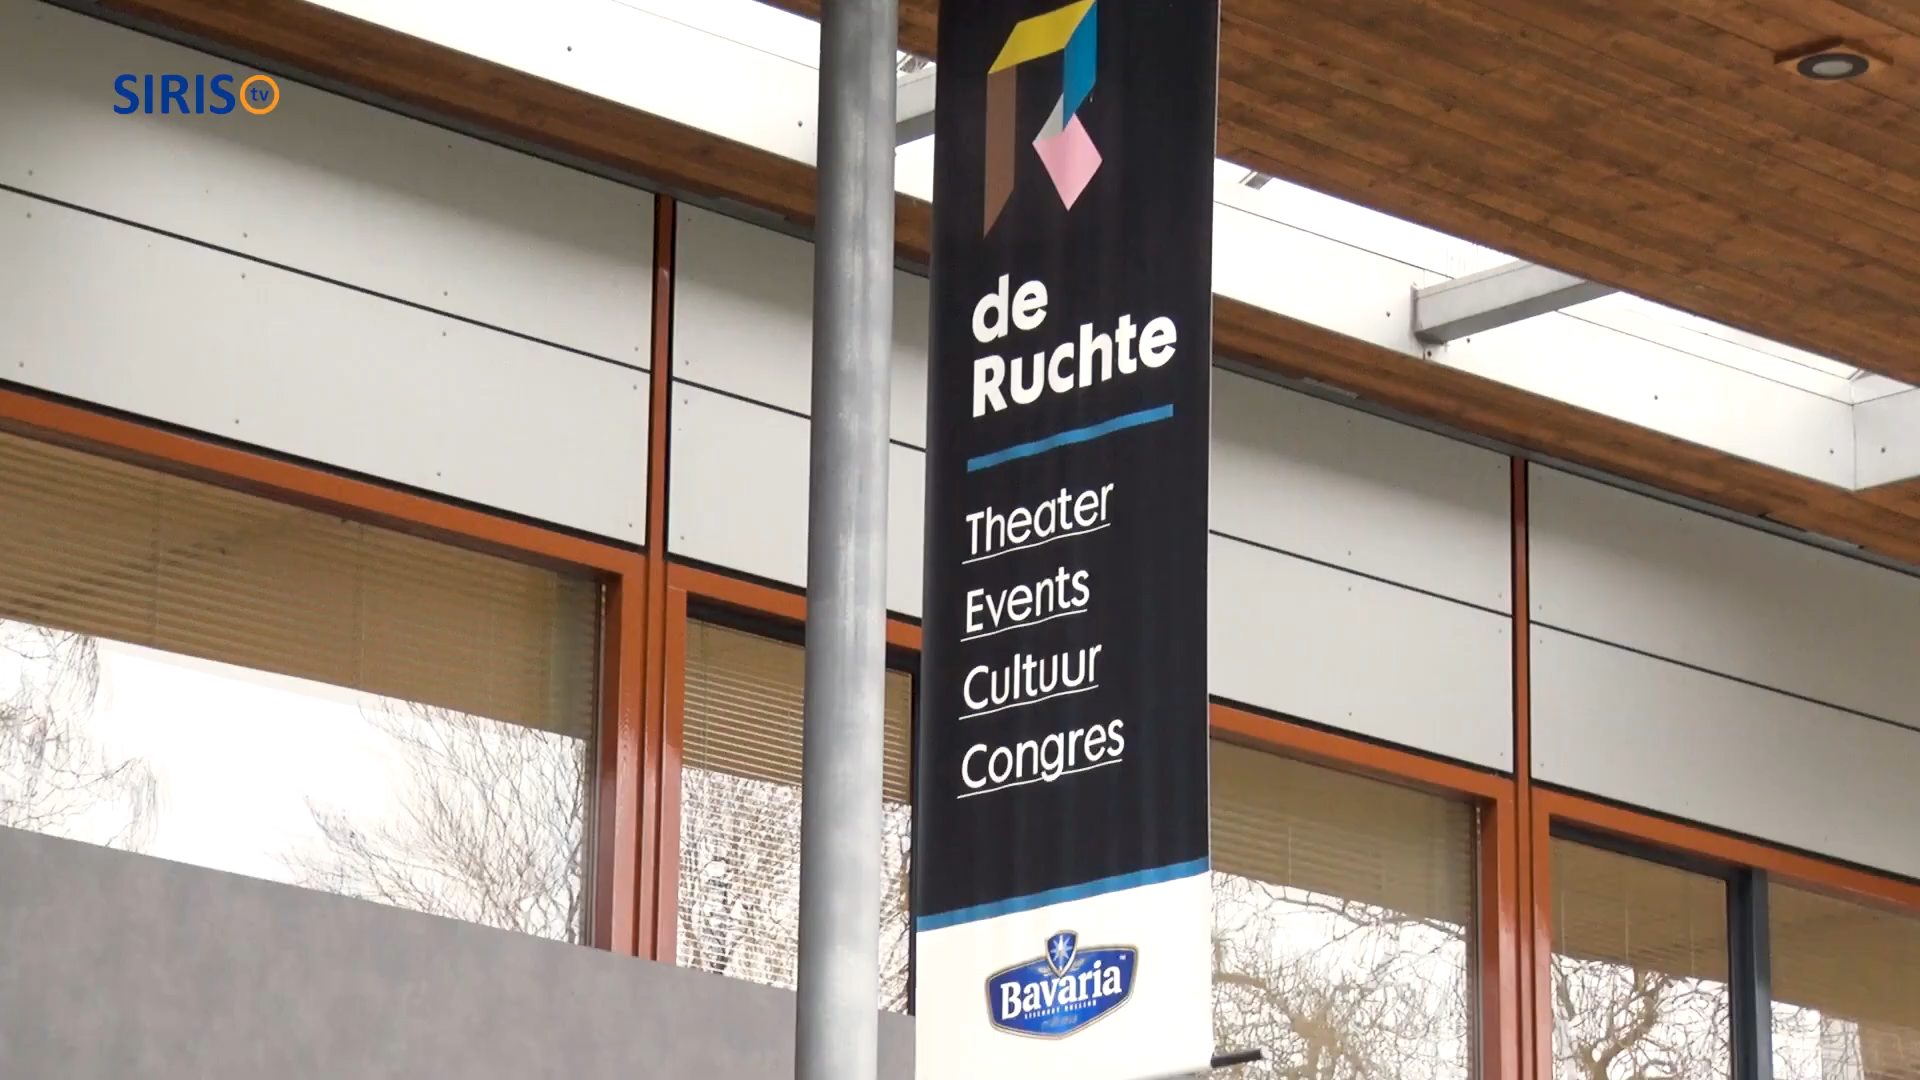 SIRIS tv
de
Ruchte
Theater
Events
Cultuur
Congres
Bavaria